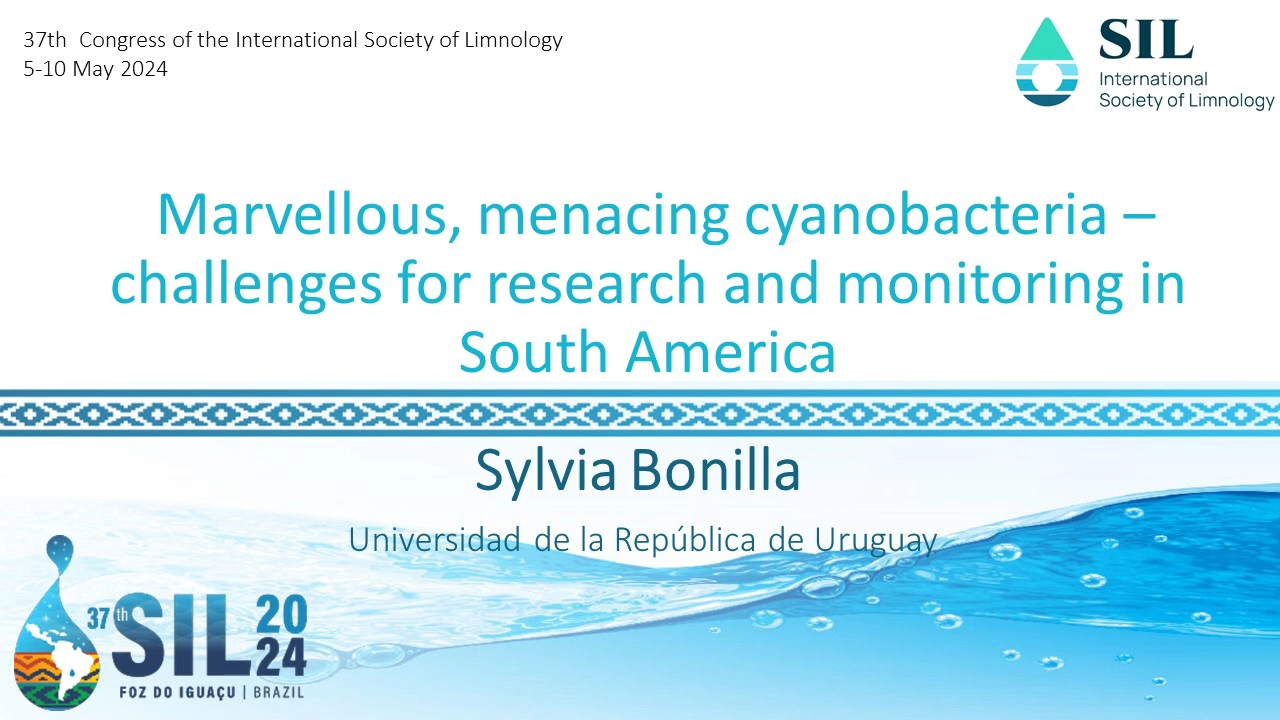 37th Congress of the International Society of Limnology
5-10 May 2024
SIL
International
Society of Limnology
Marvellous, menacing cyanobacteria –
challenges for research and monitoring in
South America
Sylvia Bonilla
Universidad de la República de Uruguay
37th SIL 2024
FOZ DO IGUAÇU | BRAZIL